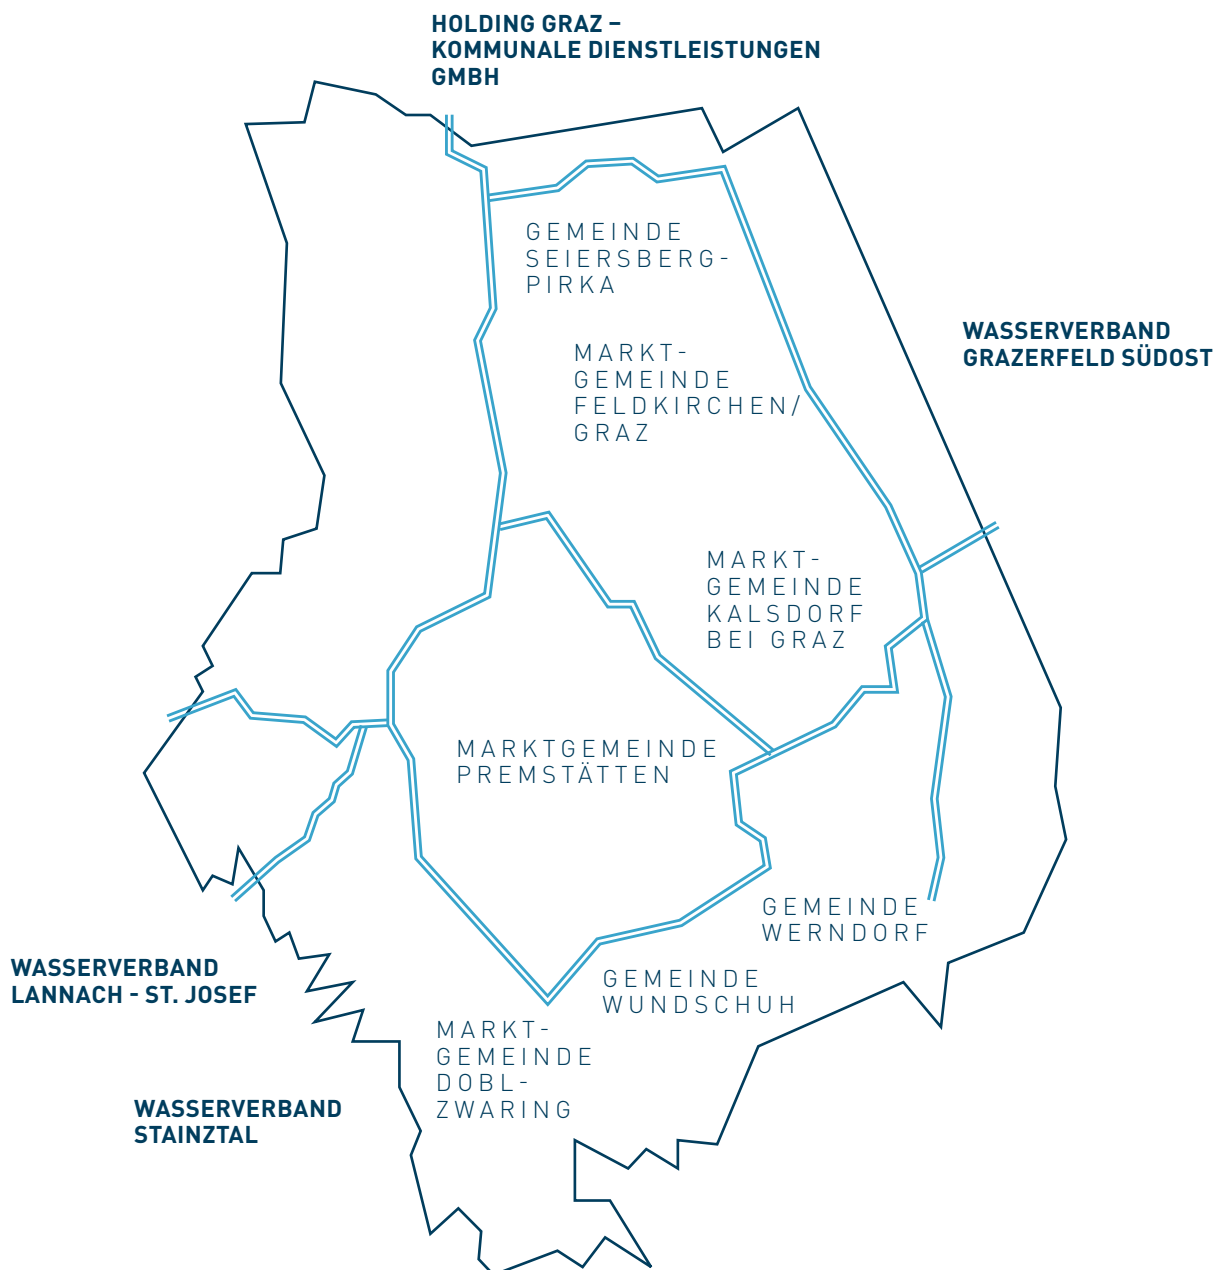 HOLDING GRAZ –
KOMMUNALE DIENSTLEISTUNGEN
GMBH
GEMEINDE
SEIERSBERG-
PIRKA
WASSERVERBAND
GRAZERFELD SÜDOST
MARKT-
GEMEINDE
FELDKIRCHEN/
GRAZ
MARKT-
GEMEINDE
KALSDORF
BEI GRAZ
MARKTGEMEINDE
PREMSTÄTTEN
GEMEINDE
WERNDORF
WASSERVERBAND
LANNACH - ST. JOSEF
GEMEINDE
WUNDSCHUH
MARKT-
GEMEINDE
DOBL-
ZWARING
WASSERVERBAND
STAINZTAL